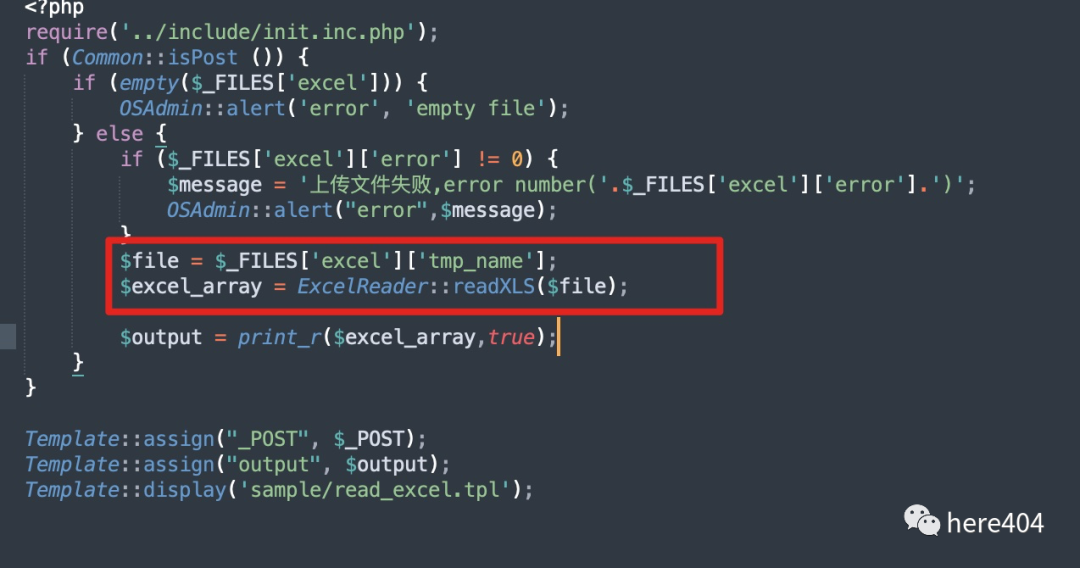 <?php
require('../include/init.inc.php');
if (Common::isPost ()) {
    if (empty($_FILES['excel'])) {
        OSAdmin::alert('error', 'empty file');
    } else {
        if ($_FILES['excel']['error'] != 0) {
            $message = '上传文件失败,error number('.$_FILES['excel']['error'].')';
            OSAdmin::alert("error",$message);
        }
        $file = $_FILES['excel']['tmp_name'];
        $excel_array = ExcelReader::readXLS($file);
        $output = print_r($excel_array,true);
    }
}
Template::assign("_POST", $_POST);
Template::assign("output", $output);
Template::display('sample/read_excel.tpl');
here404